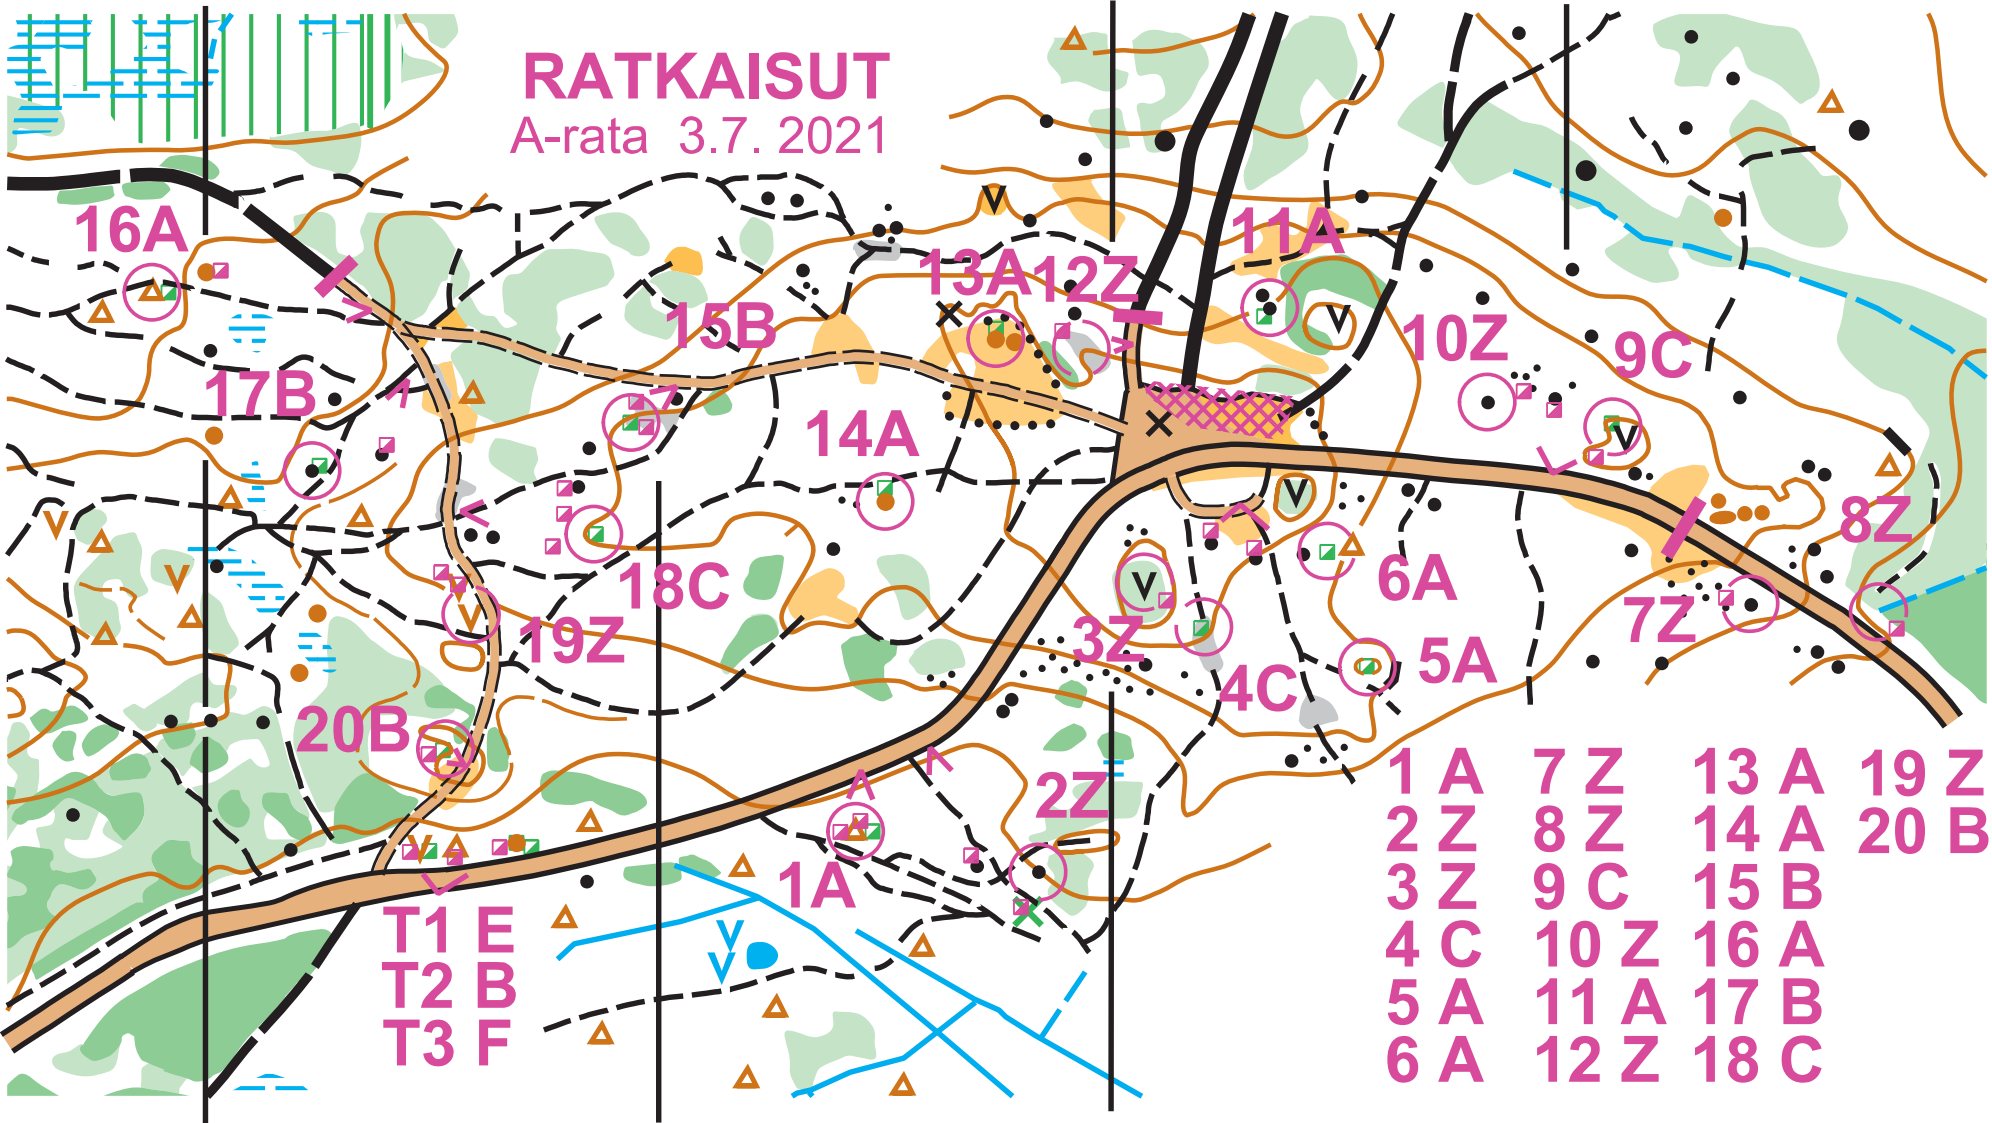 RATKAISUT
A-rata 3.7. 2021
16A
11A
13A
12Z
15B
10Z
9C
17B
14A
8Z
6A
18C
7Z
3Z
19Z
5A
4C
20B
2Z
1A
1 A 7 Z 13 A 19 Z
2 Z 8 Z 14 A 20 B
3 Z 9 C 15 B
4 C 10 Z 16 A
5 A 11 A 17 B
6 A 12 Z 18 C
T1 E
T2 B
T3 F